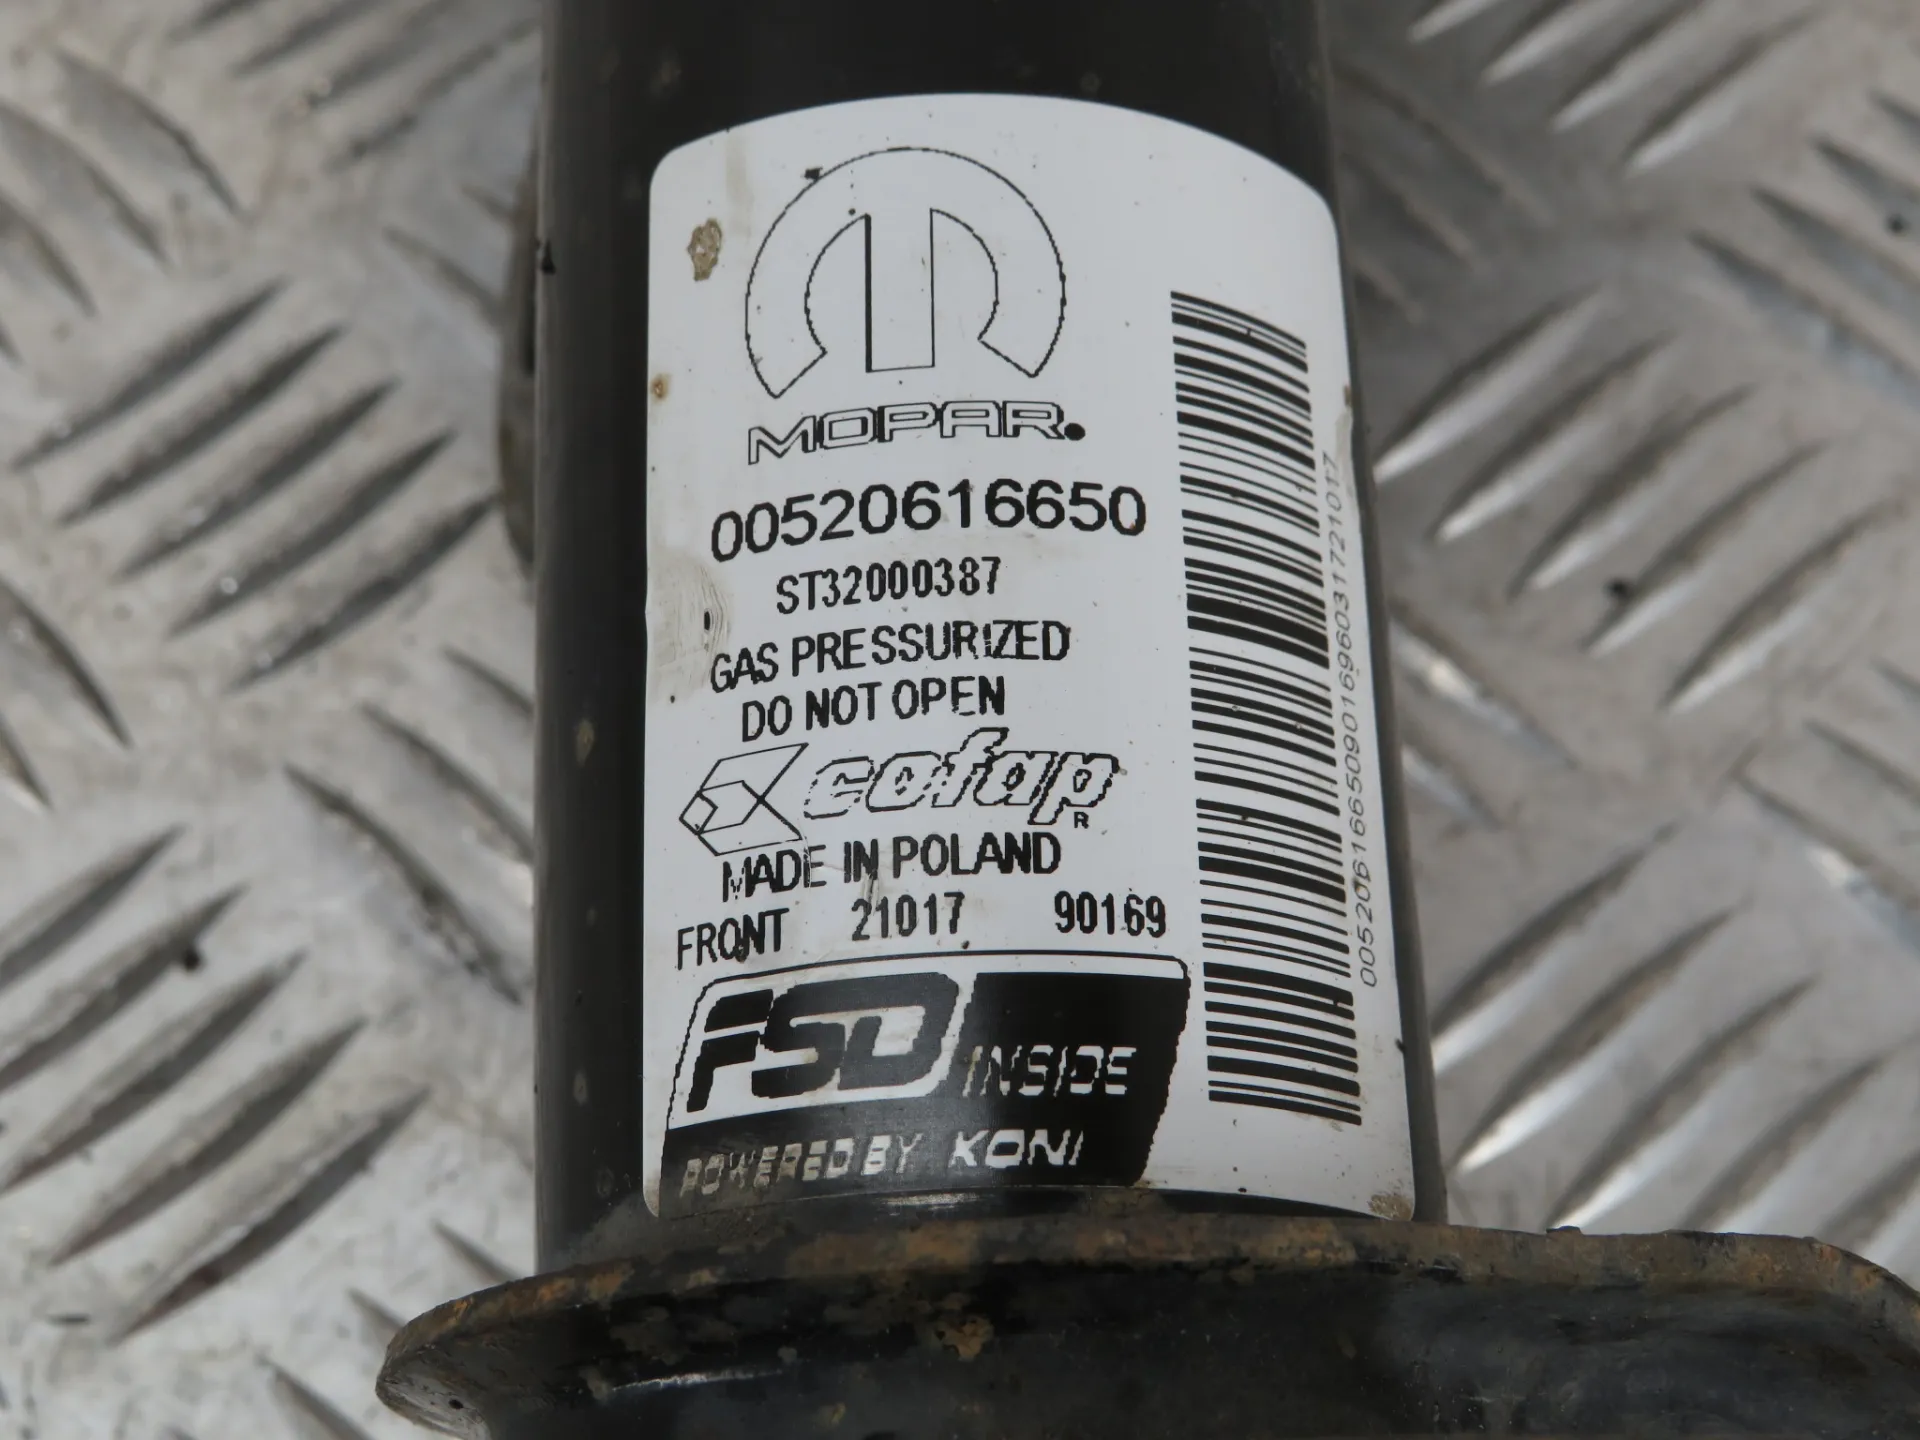 MOPAR
00520616650
ST32000387
GAS PRESSURIZED
DO NOT OPEN
cofap R
MADE IN POLAND
FRONT 21017 90169
FSD INSIDE
POWERED BY KONI
00520616650901696031721017